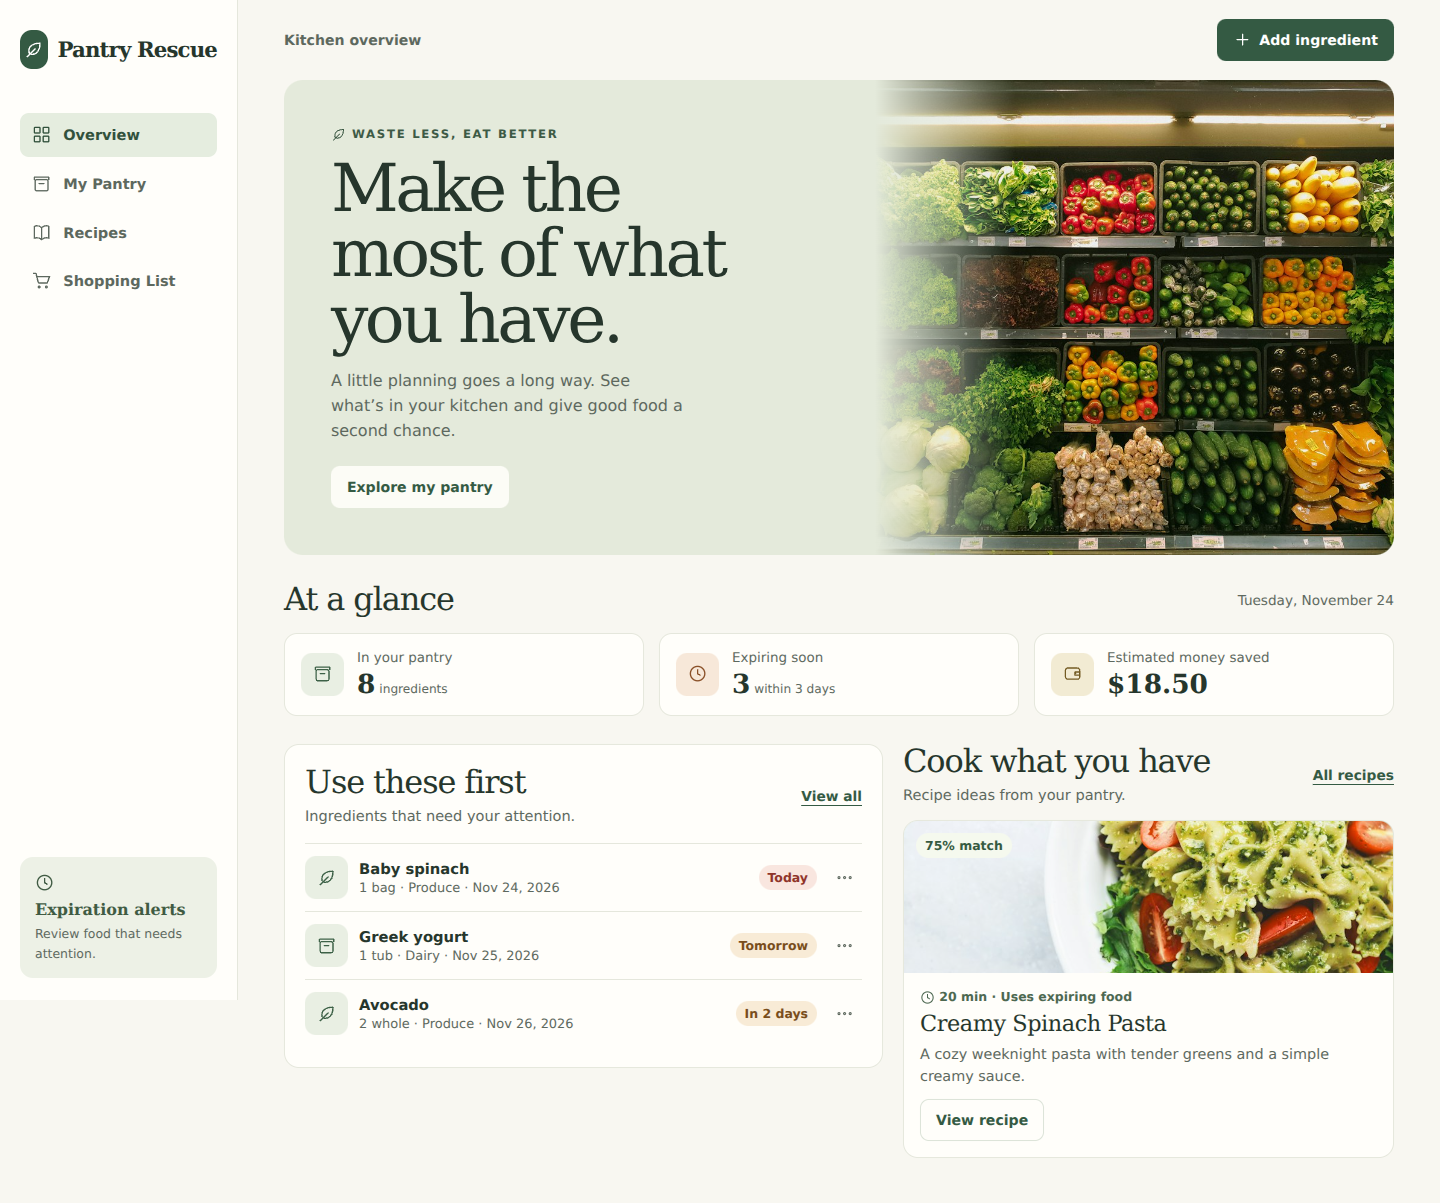 Pantry Rescue
Overview
My Pantry
Recipes
Shopping List
Expiration alerts
Review food that needs
attention.
Kitchen overview
Add ingredient
WASTE LESS, EAT BETTER
Make the
most of what
you have.
A little planning goes a long way. See
what’s in your kitchen and give good food a
second chance.
Explore my pantry
At a glance
Tuesday, November 24
In your pantry
8 ingredients
Expiring soon
3 within 3 days
Estimated money saved
$18.50
Use these first
Ingredients that need your attention.
View all
Baby spinach
1 bag · Produce · Nov 24, 2026
Today
Greek yogurt
1 tub · Dairy · Nov 25, 2026
Tomorrow
Avocado
2 whole · Produce · Nov 26, 2026
In 2 days
Cook what you have
Recipe ideas from your pantry.
All recipes
75% match
20 min · Uses expiring food
Creamy Spinach Pasta
A cozy weeknight pasta with tender greens and a simple
creamy sauce.
View recipe